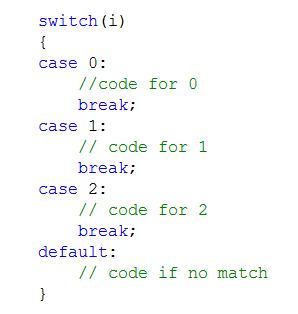 switch(i)
{
case 0:
    //code for 0
    break;
case 1:
    // code for 1
    break;
case 2:
    // code for 2
    break;
default:
    // code if no match
}